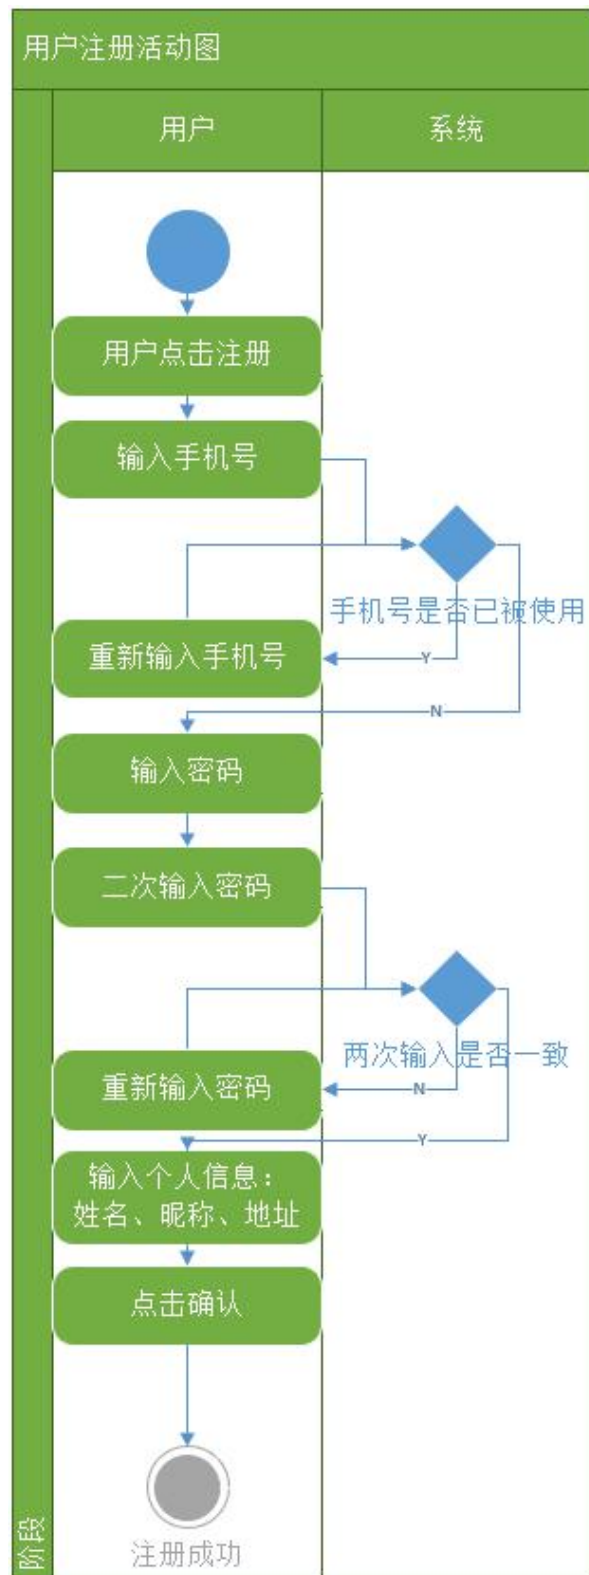 用户注册活动图
用户
系统
用户点击注册
输入手机号
手机号是否已被使用
重新输入手机号
Y
N
输入密码
二次输入密码
两次输入是否一致
重新输入密码
N
Y
输入个人信息：
姓名、昵称、地址
点击确认
阶段
注册成功